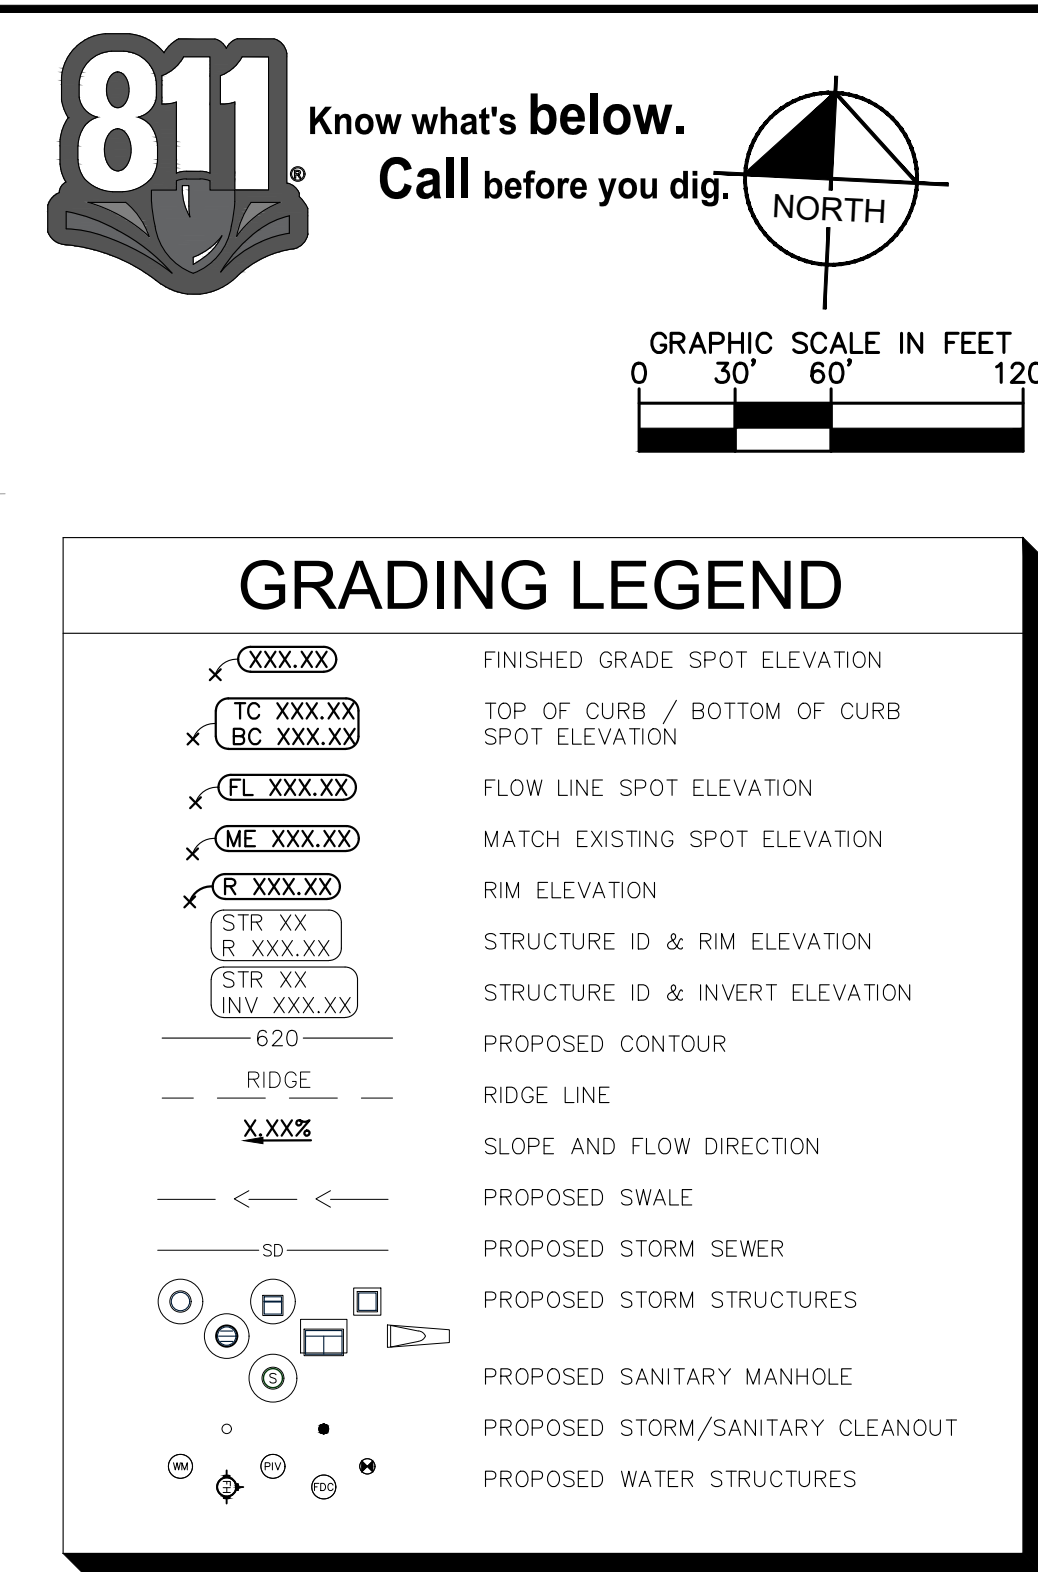 811
®
Know what's below.
Call before you dig.
NORTH
GRAPHIC SCALE IN FEET
0 30' 60' 120
GRADING LEGEND
XXX.XX FINISHED GRADE SPOT ELEVATION
TC XXX.XX TOP OF CURB / BOTTOM OF CURB
BC XXX.XX SPOT ELEVATION
FL XXX.XX FLOW LINE SPOT ELEVATION
ME XXX.XX MATCH EXISTING SPOT ELEVATION
R XXX.XX RIM ELEVATION
STR XX
R XXX.XX STRUCTURE ID & RIM ELEVATION
STR XX
INV XXX.XX STRUCTURE ID & INVERT ELEVATION
620 PROPOSED CONTOUR
RIDGE RIDGE LINE
X.XX% SLOPE AND FLOW DIRECTION
PROPOSED SWALE
SD PROPOSED STORM SEWER
PROPOSED STORM STRUCTURES
S PROPOSED SANITARY MANHOLE
PROPOSED STORM/SANITARY CLEANOUT
WM FH PIV FDC PROPOSED WATER STRUCTURES